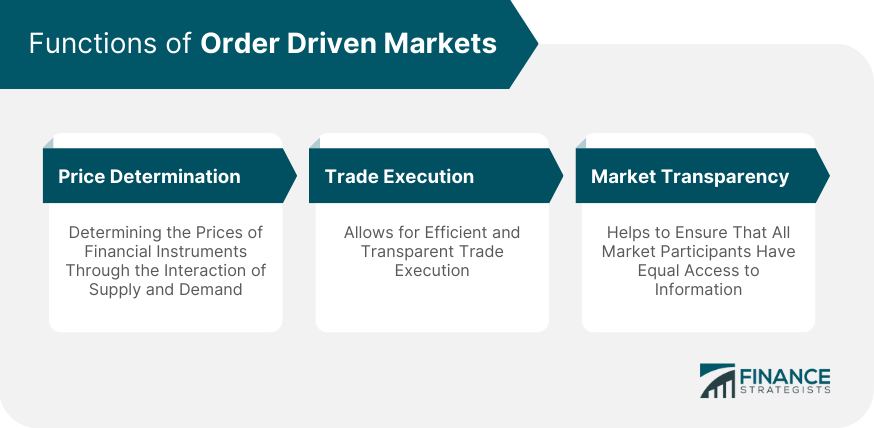 Functions of Order Driven Markets
Price Determination
Determining the Prices of
Financial Instruments
Through the Interaction of
Supply and Demand
Trade Execution
Allows for Efficient and
Transparent Trade
Execution
Market Transparency
Helps to Ensure That All
Market Participants Have
Equal Access to
Information
FINANCE
STRATEGISTS